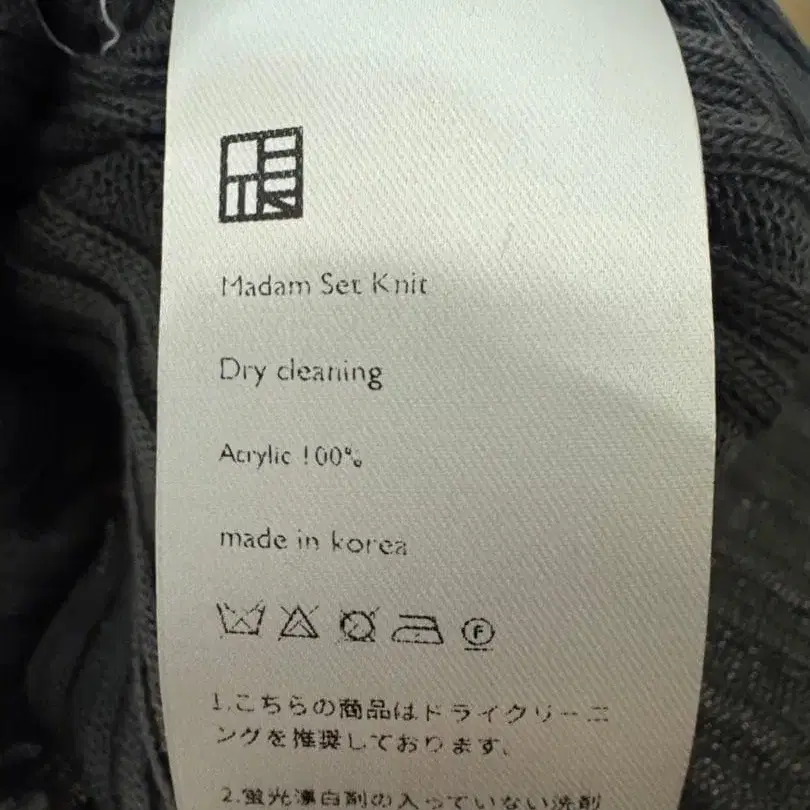 Madam Set Knit
Dry cleaning
Acrylic 100%
made in korea
F
1.こちらの商品はドライクリーニ
ングを推奨しております。
2.蛍光漂白剤の入っていない洗剤